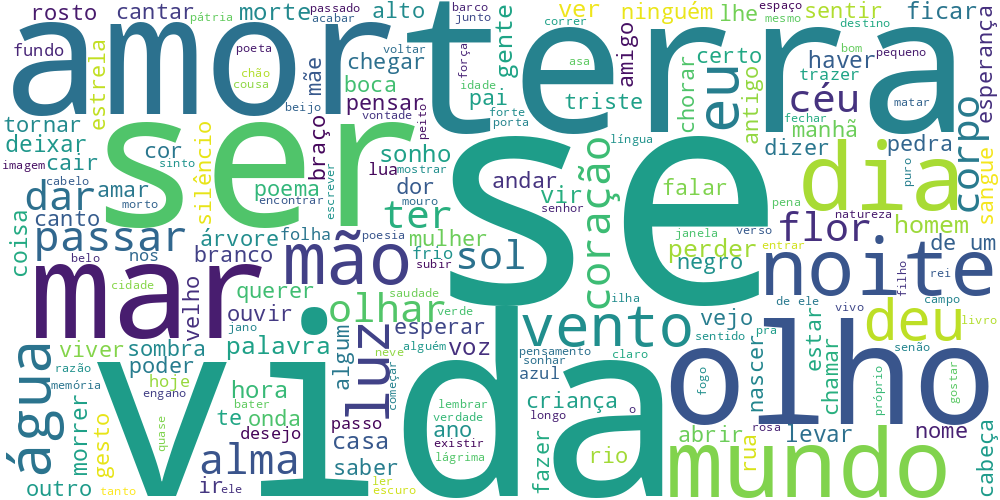 rosto
cantar
pátria
morte
passado
acabar
alto
barco
junto
gente
ver
ninguém
lhe
espaço
mesmo
sentir
destino
ficar
esperança
fundo
amor
terra
estrela
poeta
chão
cousa
beijo
mãe
voltar
chegar
boca
pensar
vontade
força
idade
pai
forte
porta
asa
correr
triste
amigo
chorar
certo
eu
antigo
haver
trazer
céu
bom
pequeno
matar
fechar
manhã
tornar
deixar
imagem
cair
cabelo
cor
sinto
silêncio
ser
braço
peito
sonho
lua
mostrar
se
língua
dizer
pedra
corpo
puro
sangue
dia
dar
amar
morto
poema
encontrar
escrever
dor
mouro
ter
andar
vir
senhor
coração
falar
pena
flor
natureza
homem
coisa
canto
passar
belo
nos
árvore
branco
folha
poesia
mão
mulher
frio
subir
sol
janela
verso
perder
negro
entrar
noite
de um
filho
rei
mar
cidade
velho
querer
ouvir
saudade
olhar
verde
ilha
vento
vejo
de ele
pra
sentido
vivo
estar
deu
campo
livro
senão
água
viver
razão
memória
sombra
poder
hoje
engano
jano
palavra
vida
algum
luz
neve
começar
esperar
alguém
voz
pensamento
sonhar
azul
claro
nascer
olho
chamar
fogo
próprio
gostar
morrer
gesto
outro
tanto
quase
hora
bater
te
onda
desejo
alma
ir
ele
passo
casa
saber
ler
escuro
lembrar
verdade
ano
existir
lágrima
criança
longo
o
fazer
rio
abrir
rua
rosa
levar
mundo
nome
cabeça